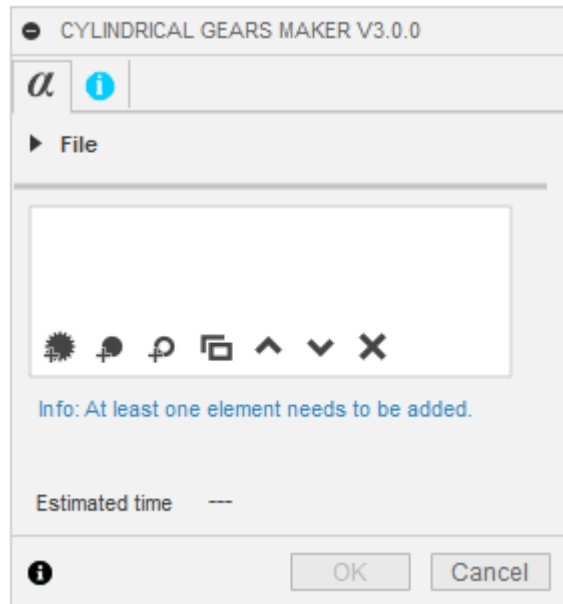 CYLINDRICAL GEARS MAKER V3.0.0
α
File
Info: At least one element needs to be added.
Estimated time ---
OK Cancel